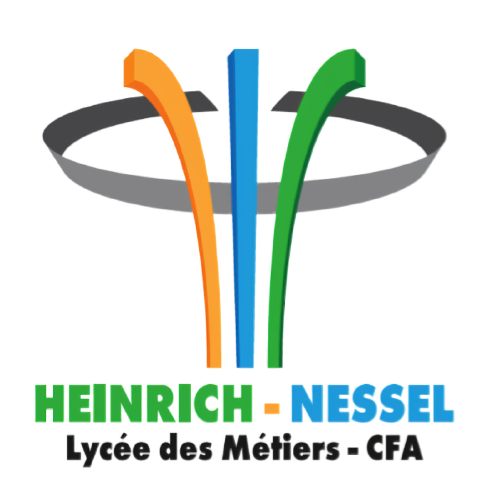 HEINRICH - NESSEL
Lycée des Métiers - CFA